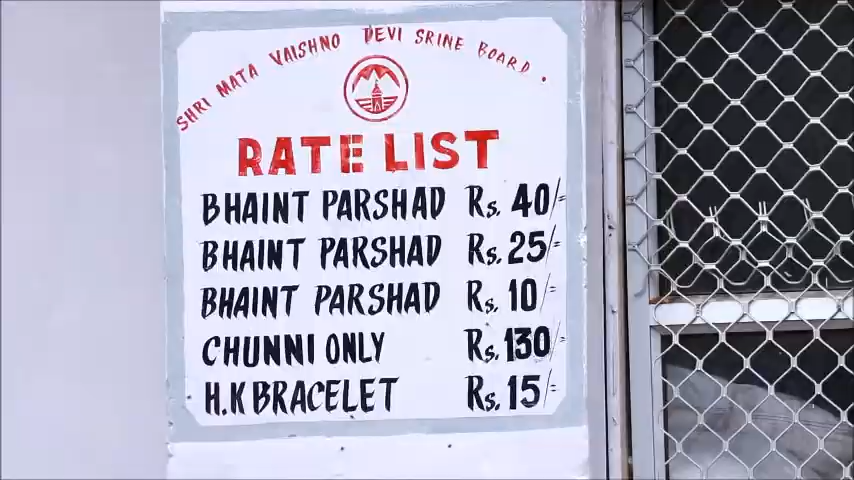 SHRI MATA VAISHNO DEVI SRINE BOARD.
RATE LIST
BHAINT PARSHAD Rs. 40/=
BHAINT PARSHAD Rs. 25/=
BHAINT PARSHAD Rs. 10/=
CHUNNI ONLY Rs. 130/=
H.K BRACELET Rs. 15/=